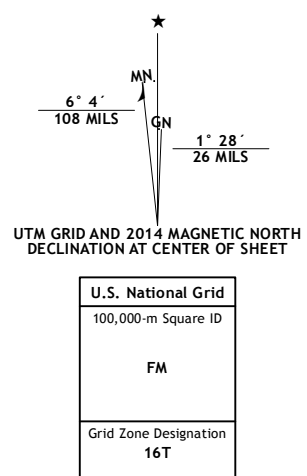 ★
MN.
6° 4´
108 MILS
GN
1° 28´
26 MILS
UTM GRID AND 2014 MAGNETIC NORTH
DECLINATION AT CENTER OF SHEET
U.S. National Grid
100,000-m Square ID
FM
Grid Zone Designation
16T